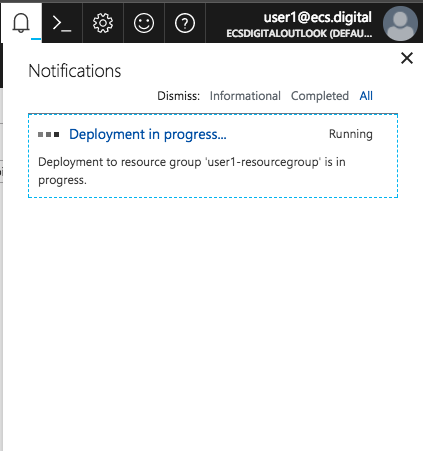 user1@ecs.digital
ECSDIGITALOUTLOOK (DEFAU...
Notifications
Dismiss: Informational Completed All
Deployment in progress... Running
Deployment to resource group 'user1-resourcegroup' is in
progress.